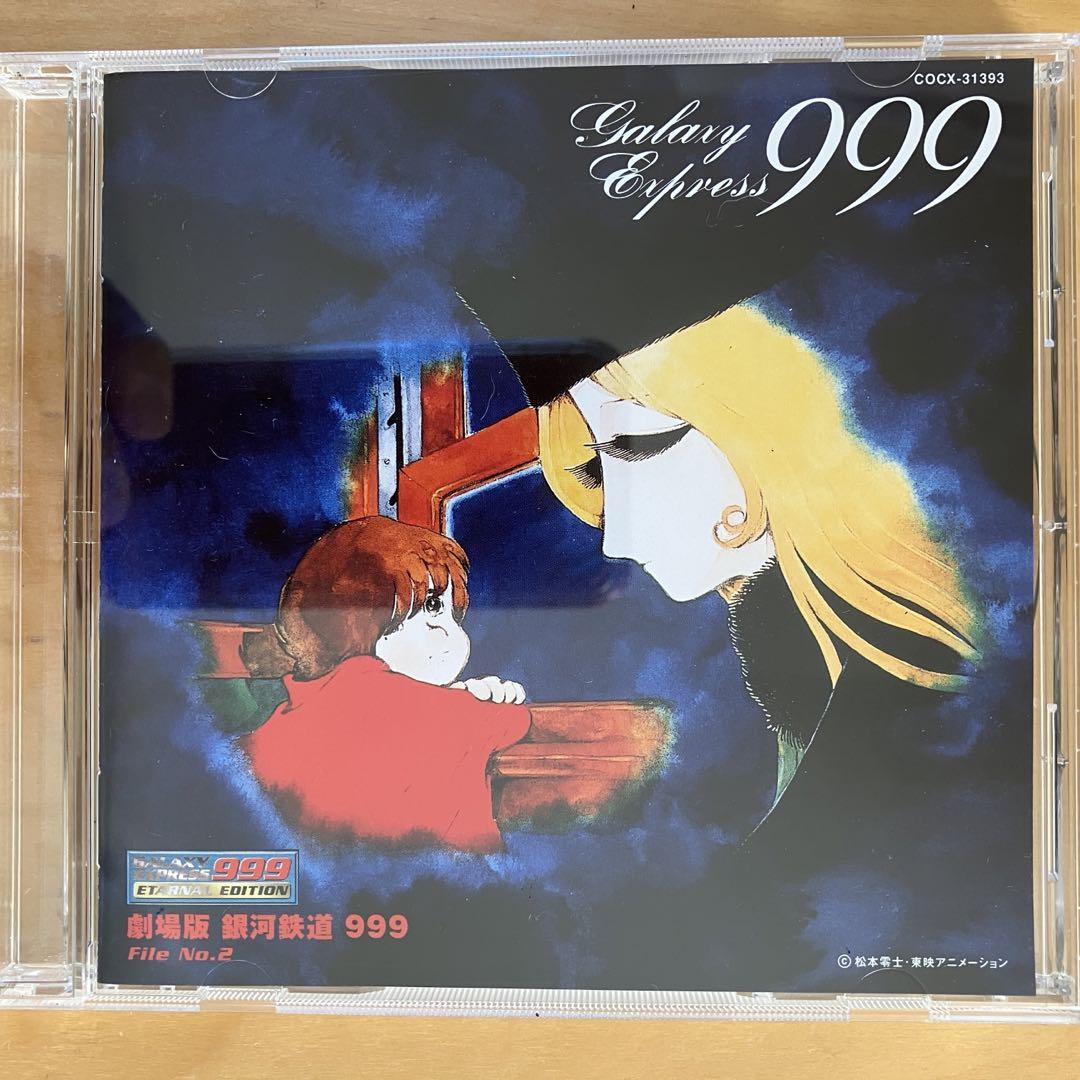 COCX-31393
Galaxy
Express 999
GALAXY
EXPRESS 999
ETERNAL EDITION
劇場版 銀河鉄道 999
File No.2
©松本零士・東映アニメーション